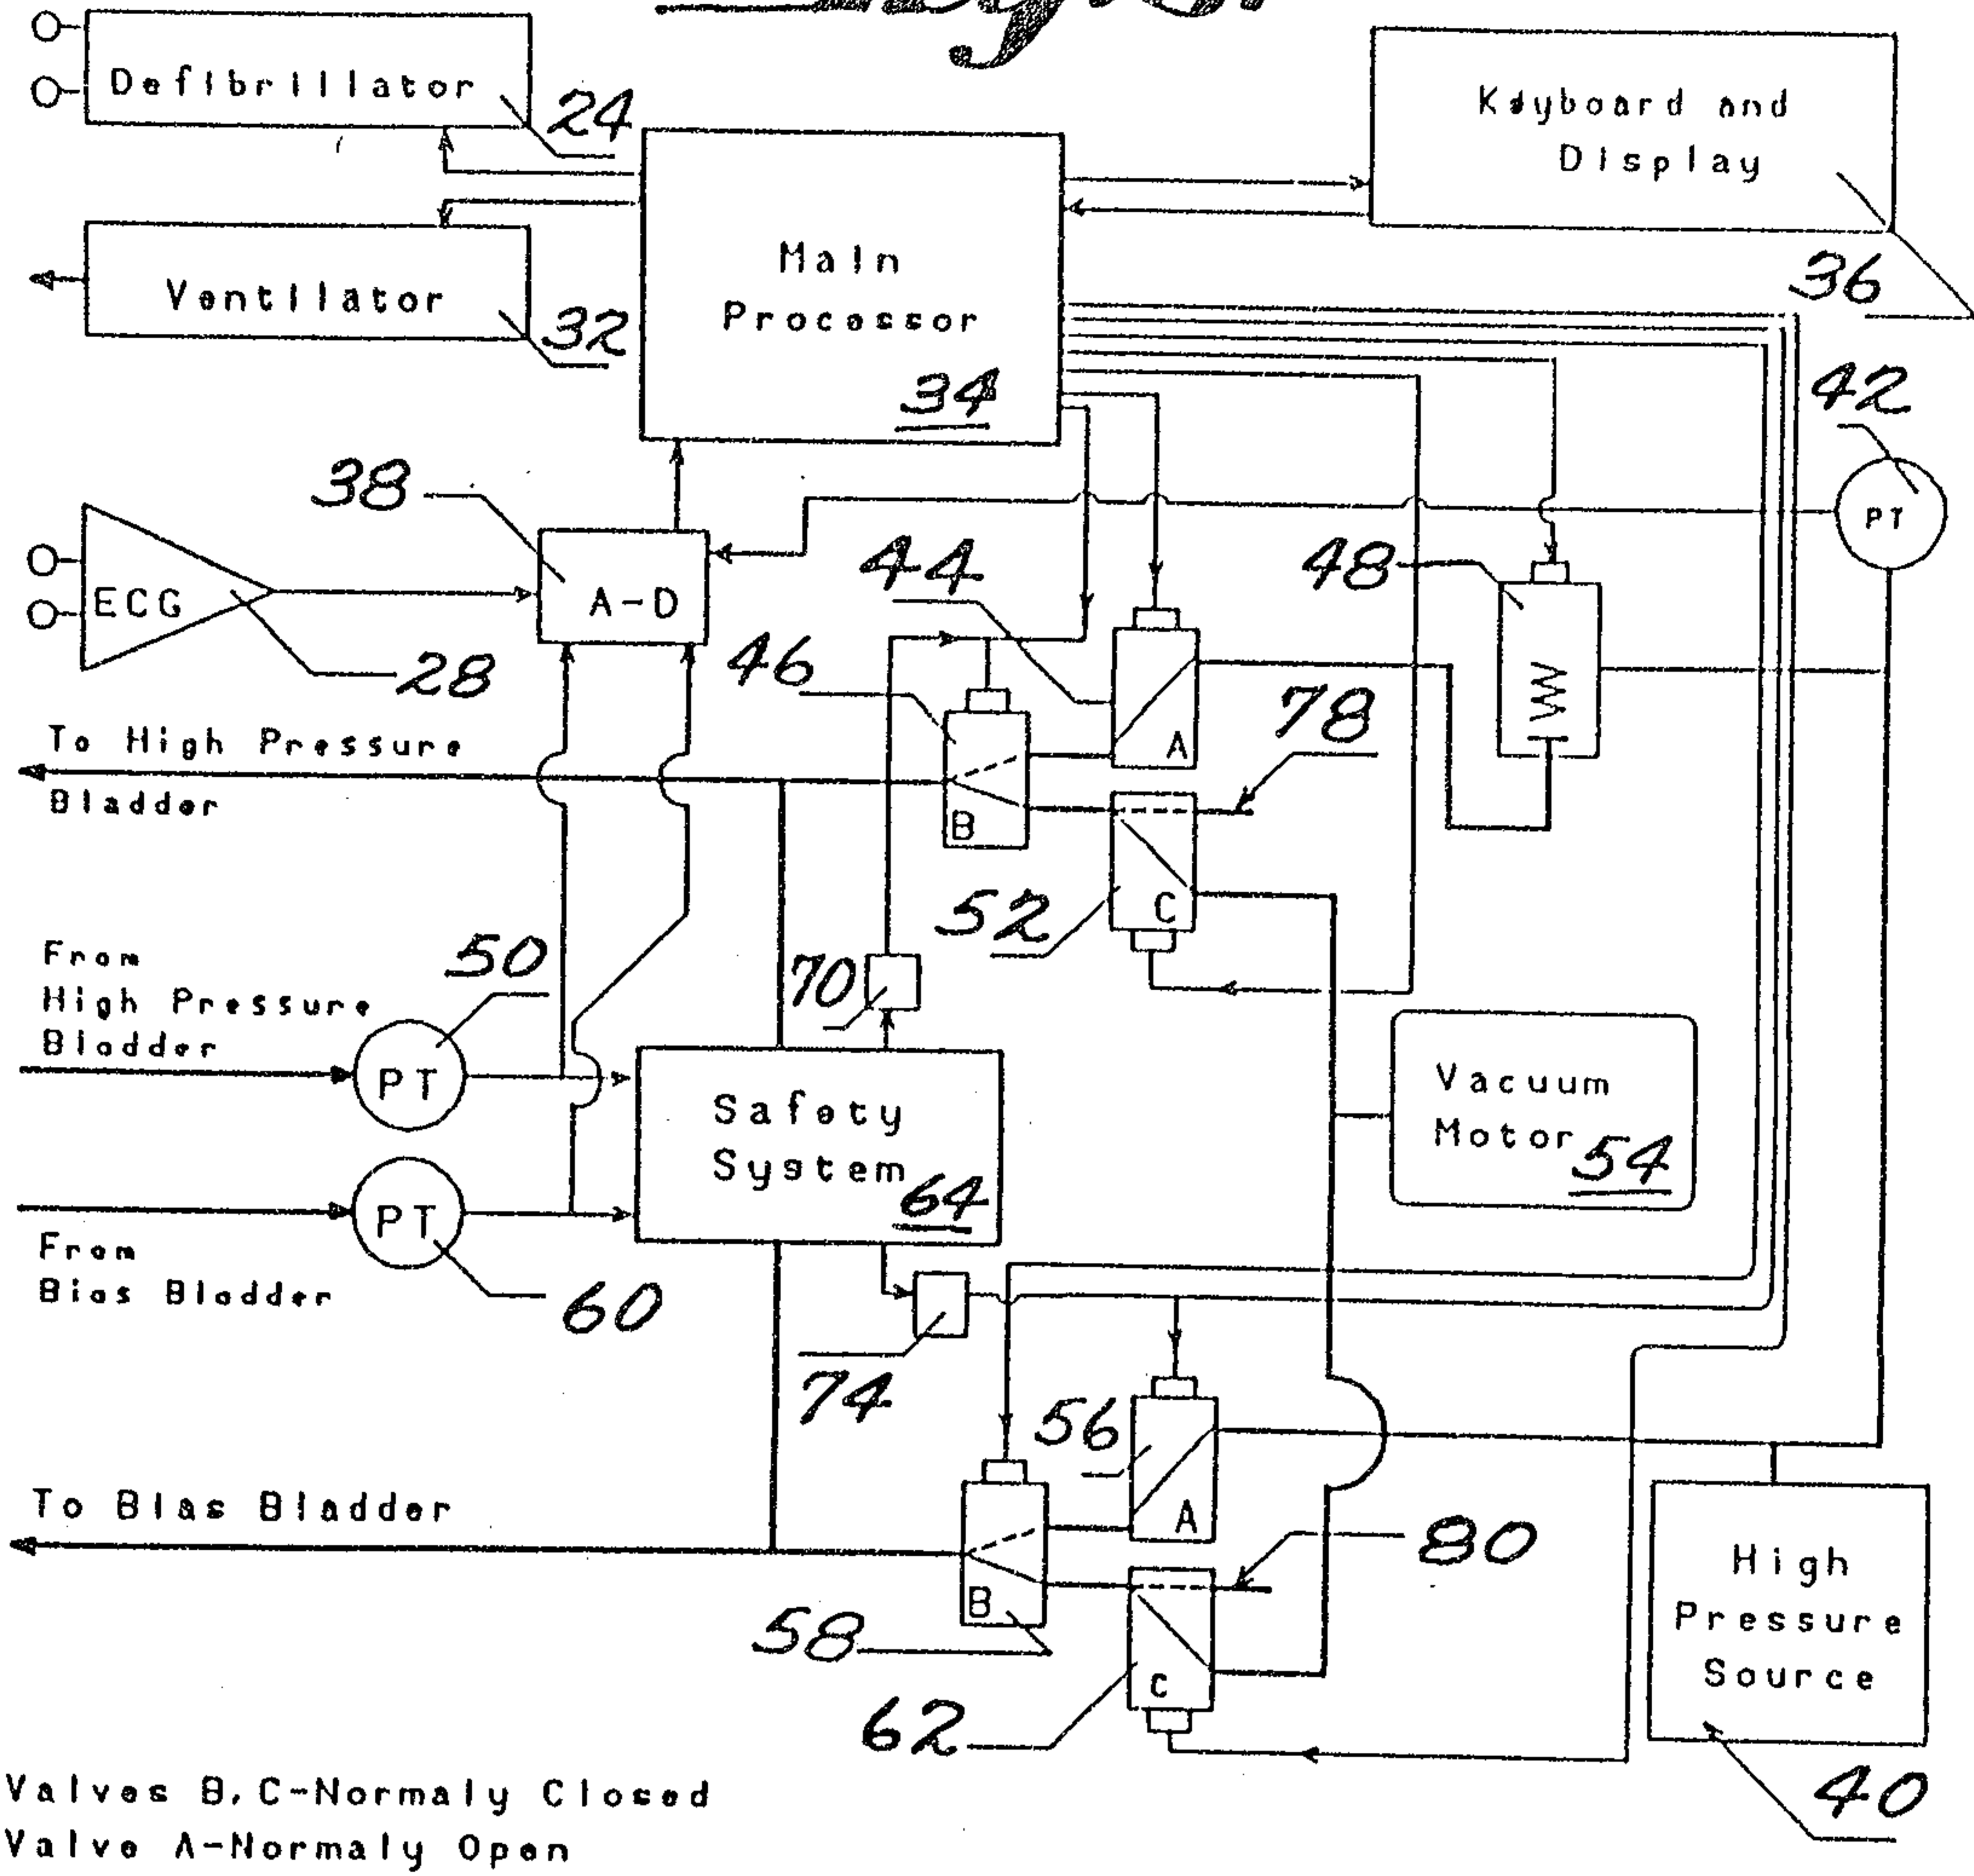 Defibrillator
24
Keyboard and
Display
36
Main
Processor
34
Ventilator
32
42
PT
38
A-D
ECG
28
44
48
46
A
78
To High Pressure
Bladder
B
52
C
From
High Pressure
Bladder
50
PT
70
Safety
System
64
Vacuum
Motor
54
From
Bias Bladder
PT
60
74
56
A
To Bias Bladder
B
58
80
C
62
High
Pressure
Source
40
Valves B, C-Normaly Closed
Valve A-Normaly Open